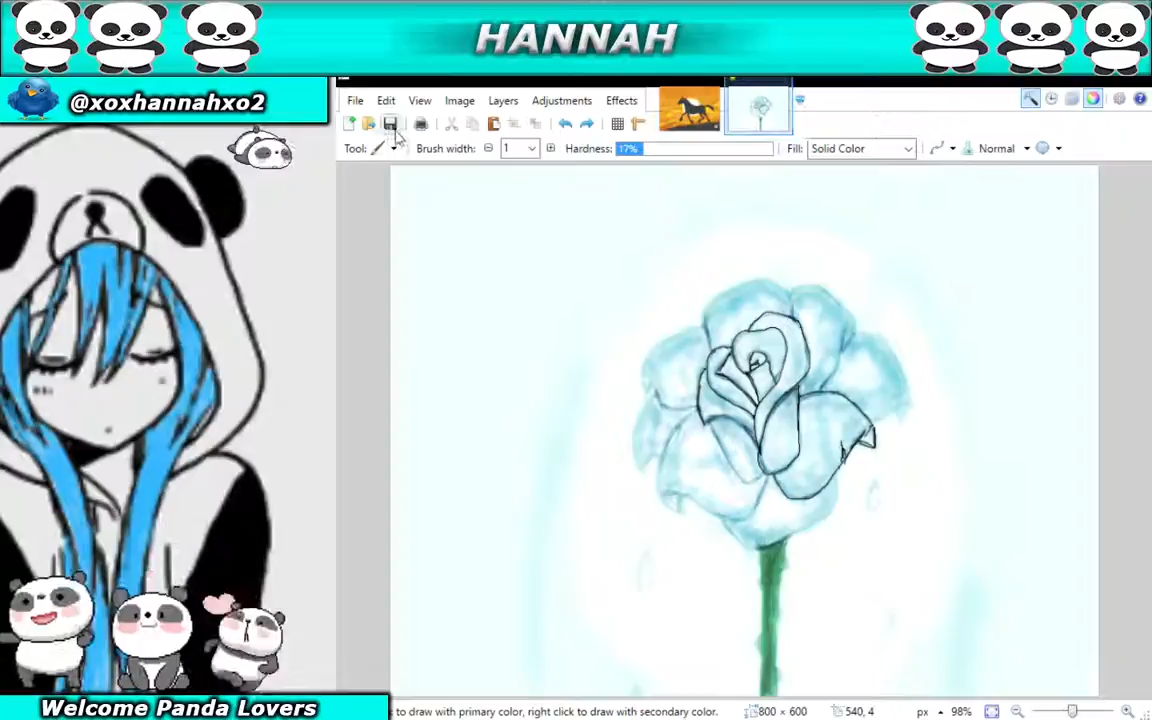 HANNAH
@xoxhannahxo2
File Edit View Image Layers Adjustments Effects
Tool: Brush width: 1 Hardness: 17% Fill: Solid Color Normal
Welcome Panda Lovers
to draw with primary color, right click to draw with secondary color. 800 × 600 540, 4 px 98%